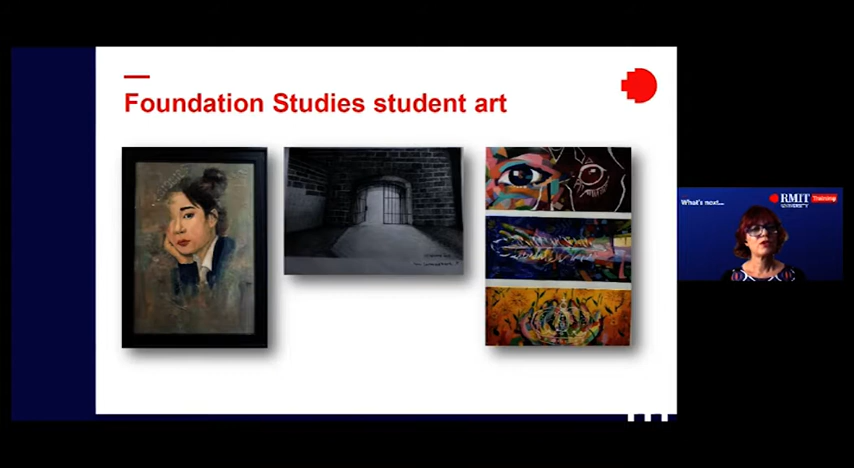 Foundation Studies student art
What's next...
RMIT
UNIVERSITY
Training